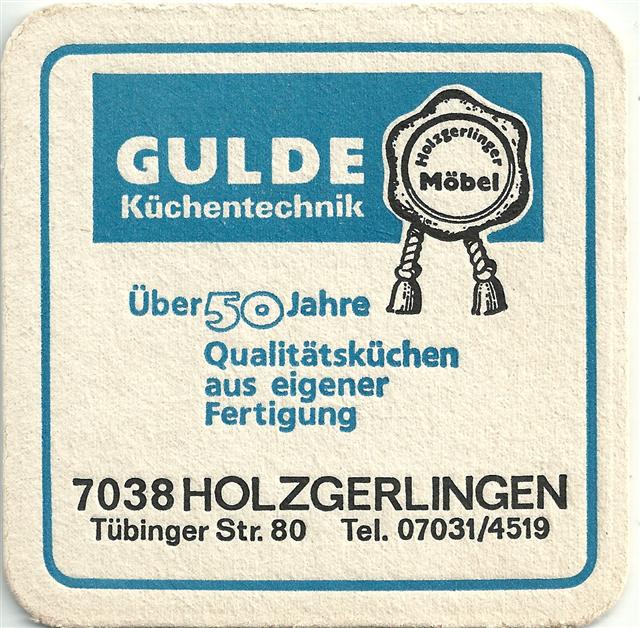 GULDE
Küchentechnik
Holzgerlinger
Möbel
Über 50 Jahre
Qualitätsküchen
aus eigener
Fertigung
7038 HOLZGERLINGEN
Tübinger Str. 80 Tel. 07031/4519